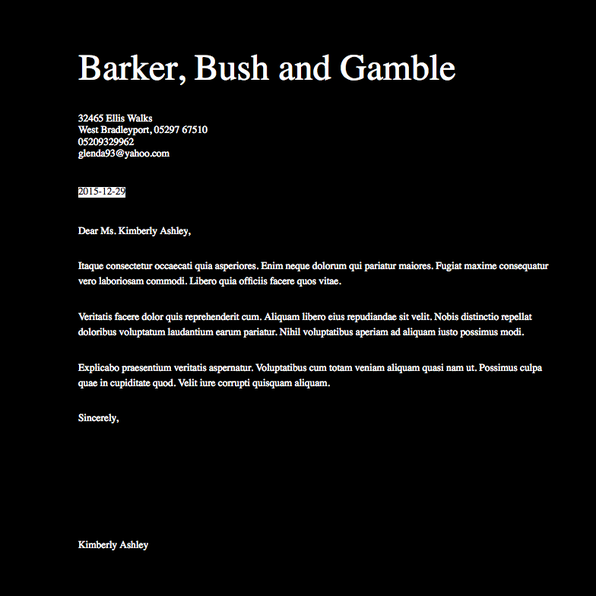 Barker, Bush and Gamble
32465 Ellis Walks
West Bradleyport, 05297 67510
05209329962
glenda93@yahoo.com
2015-12-29
Dear Ms. Kimberly Ashley,
Itaque consectetur occaecati quia asperiores. Enim neque dolorum qui pariatur maiores. Fugiat maxime consequatur
vero laboriosam commodi. Libero quia officiis facere quos vitae.
Veritatis facere dolor quis reprehenderit cum. Aliquam libero eius repudiandae sit velit. Nobis distinctio repellat
doloribus voluptatum laudantium earum pariatur. Nihil voluptatibus aperiam ad aliquam iusto possimus modi.
Explicabo praesentium veritatis aspernatur. Voluptatibus cum totam veniam aliquam quasi nam ut. Possimus culpa
quae in cupiditate quod. Velit iure corrupti quisquam aliquam.
Sincerely,
Kimberly Ashley